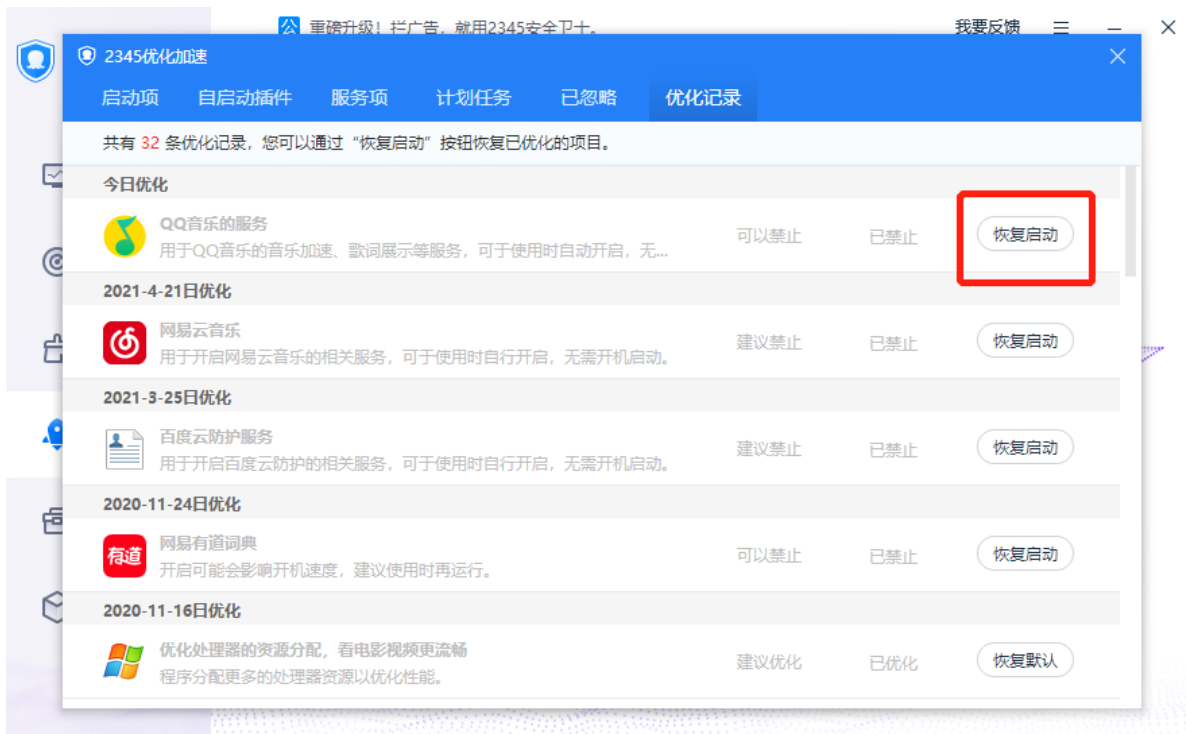 公 重磅升级！拦广告，就用2345安全卫士。
我要反馈
2345优化加速
启动项 自启动插件 服务项 计划任务 已忽略 优化记录
共有 32 条优化记录，您可以通过“恢复启动”按钮恢复已优化的项目。
今日优化
QQ音乐的服务
用于QQ音乐的音乐加速、歌词展示等服务，可于使用时自动开启，无...
可以禁止 已禁止 恢复启动
2021-4-21日优化
网易云音乐
用于开启网易云音乐的相关服务，可于使用时自行开启，无需开机启动。
建议禁止 已禁止 恢复启动
2021-3-25日优化
百度云防护服务
用于开启百度云防护的相关服务，可于使用时自行开启，无需开机启动。
建议禁止 已禁止 恢复启动
2020-11-24日优化
有道
网易有道词典
开启可能会影响开机速度，建议使用时再运行。
可以禁止 已禁止 恢复启动
2020-11-16日优化
优化处理器的资源分配，看电影视频更流畅
程序分配更多的处理器资源以优化性能。
建议优化 已优化 恢复默认